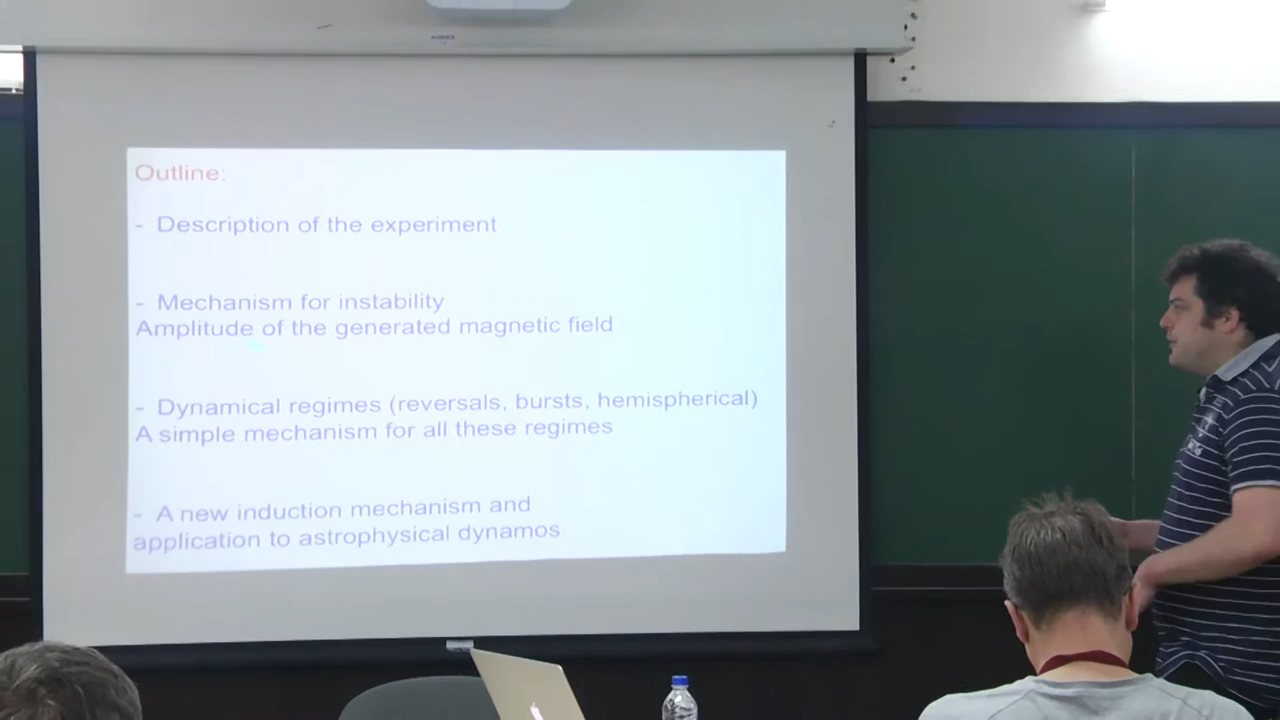 Outline:
- Description of the experiment
- Mechanism for instability
Amplitude of the generated magnetic field
- Dynamical regimes (reversals, bursts, hemispherical)
A simple mechanism for all these regimes
- A new induction mechanism and
application to astrophysical dynamos